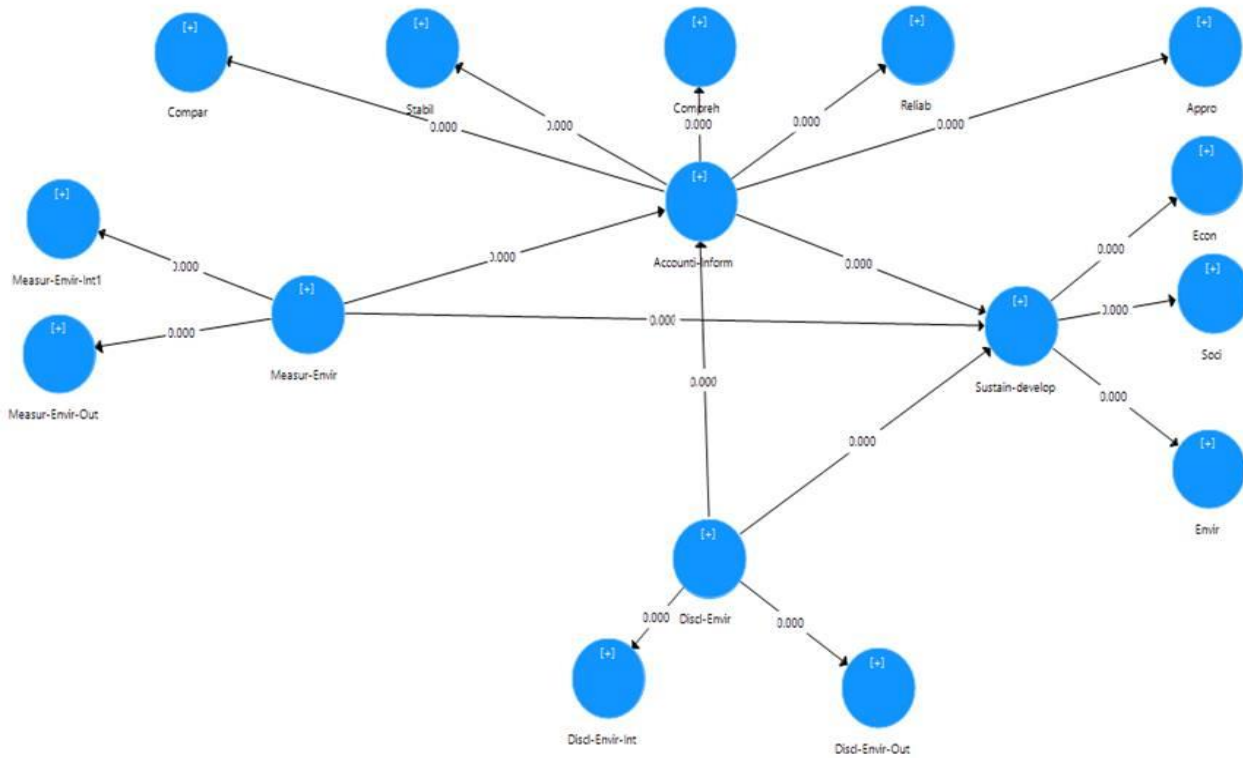 [+]
[+]
[+]
[+]
[+]
Compar
Stabil
Compreh
Reliab
Appro
0.000
0.000
0.000
0.000
0.000
[+]
[+]
[+]
Econ
Measur-Envir-Int1
0.000
0.000
Accounti-Inform
0.000
0.000
[+]
[+]
[+]
0.000
Soci
[+]
0.000
0.000
Measur-Envir
Sustain-develop
Measur-Envir-Out
0.000
0.000
0.000
[+]
Envir
[+]
Discl-Envir
0.000
0.000
[+]
[+]
Discl-Envir-Int
Discl-Envir-Out